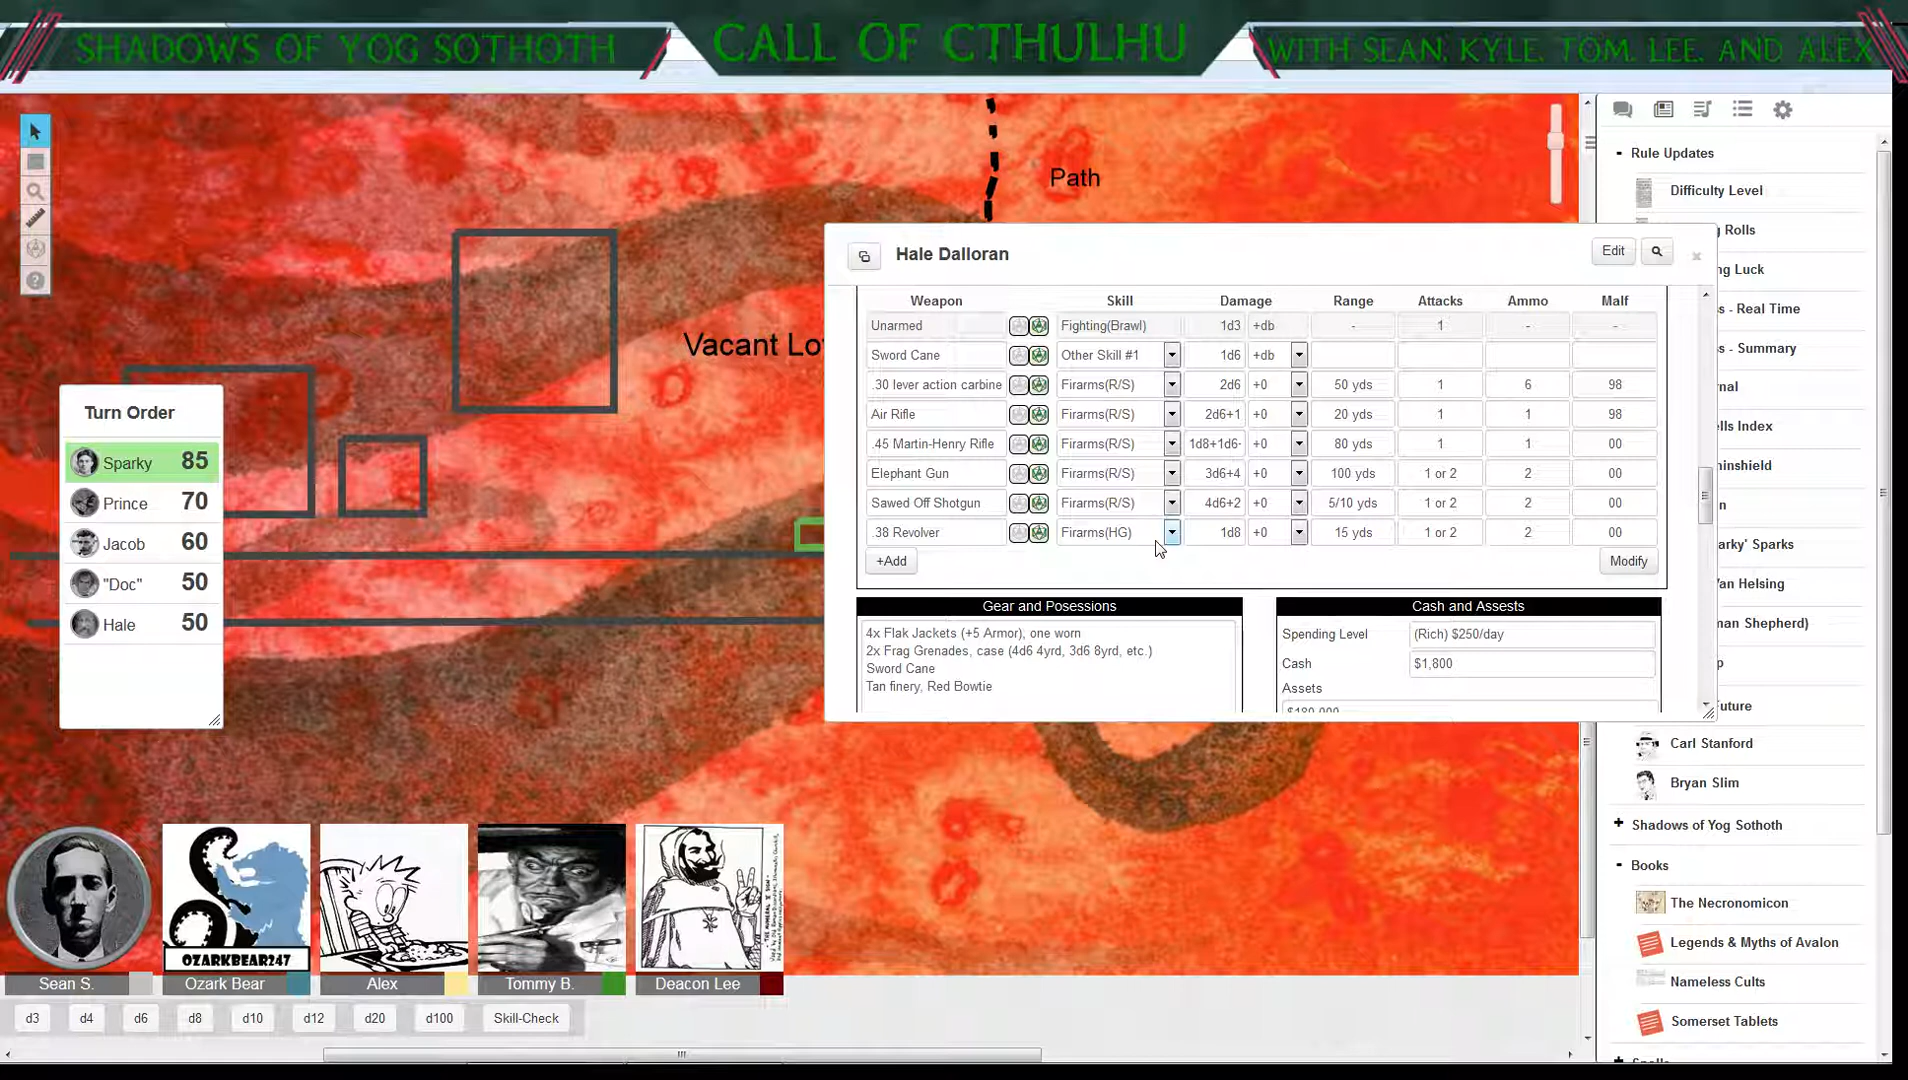 SHADOWS OF YOG SOTHOTH
CALL OF CTHULHU
WITH SEAN, KYLE, TOM, LEE, AND ALEX
Path
Vacant Lo
Turn Order
Sparky 85
Prince 70
Jacob 60
"Doc" 50
Hale 50
Hale Dalloran
Edit
Weapon Skill Damage Range Attacks Ammo Malf
Unarmed Fighting(Brawl) 1d3 +db - 1 - -
Sword Cane Other Skill #1 1d6 +db
.30 lever action carbine Firarms(R/S) 2d6 +0 50 yds 1 6 98
Air Rifle Firarms(R/S) 2d6+1 +0 20 yds 1 1 98
.45 Martin-Henry Rifle Firarms(R/S) 1d8+1d6- +0 80 yds 1 1 00
Elephant Gun Firarms(R/S) 3d6+4 +0 100 yds 1 or 2 2 00
Sawed Off Shotgun Firarms(R/S) 4d6+2 +0 5/10 yds 1 or 2 2 00
.38 Revolver Firarms(HG) 1d8 +0 15 yds 1 or 2 2 00
+Add
Modify
Gear and Posessions
4x Flak Jackets (+5 Armor), one worn
2x Frag Grenades, case (4d6 4yrd, 3d6 8yrd, etc.)
Sword Cane
Tan finery, Red Bowtie
Cash and Assests
Spending Level (Rich) $250/day
Cash $1,800
Assets
$180,000
- Rule Updates
Difficulty Level
g Rolls
ng Luck
s - Real Time
s - Summary
rnal
ells Index
ninshield
n
arky' Sparks
Van Helsing
man Shepherd)
p
Future
Carl Stanford
Bryan Slim
+ Shadows of Yog Sothoth
- Books
The Necronomicon
Legends & Myths of Avalon
Nameless Cults
Somerset Tablets
OZARKBEAR247
Sean S.
Ozark Bear
Alex
Tommy B.
Deacon Lee
d3 d4 d6 d8 d10 d12 d20 d100 Skill-Check